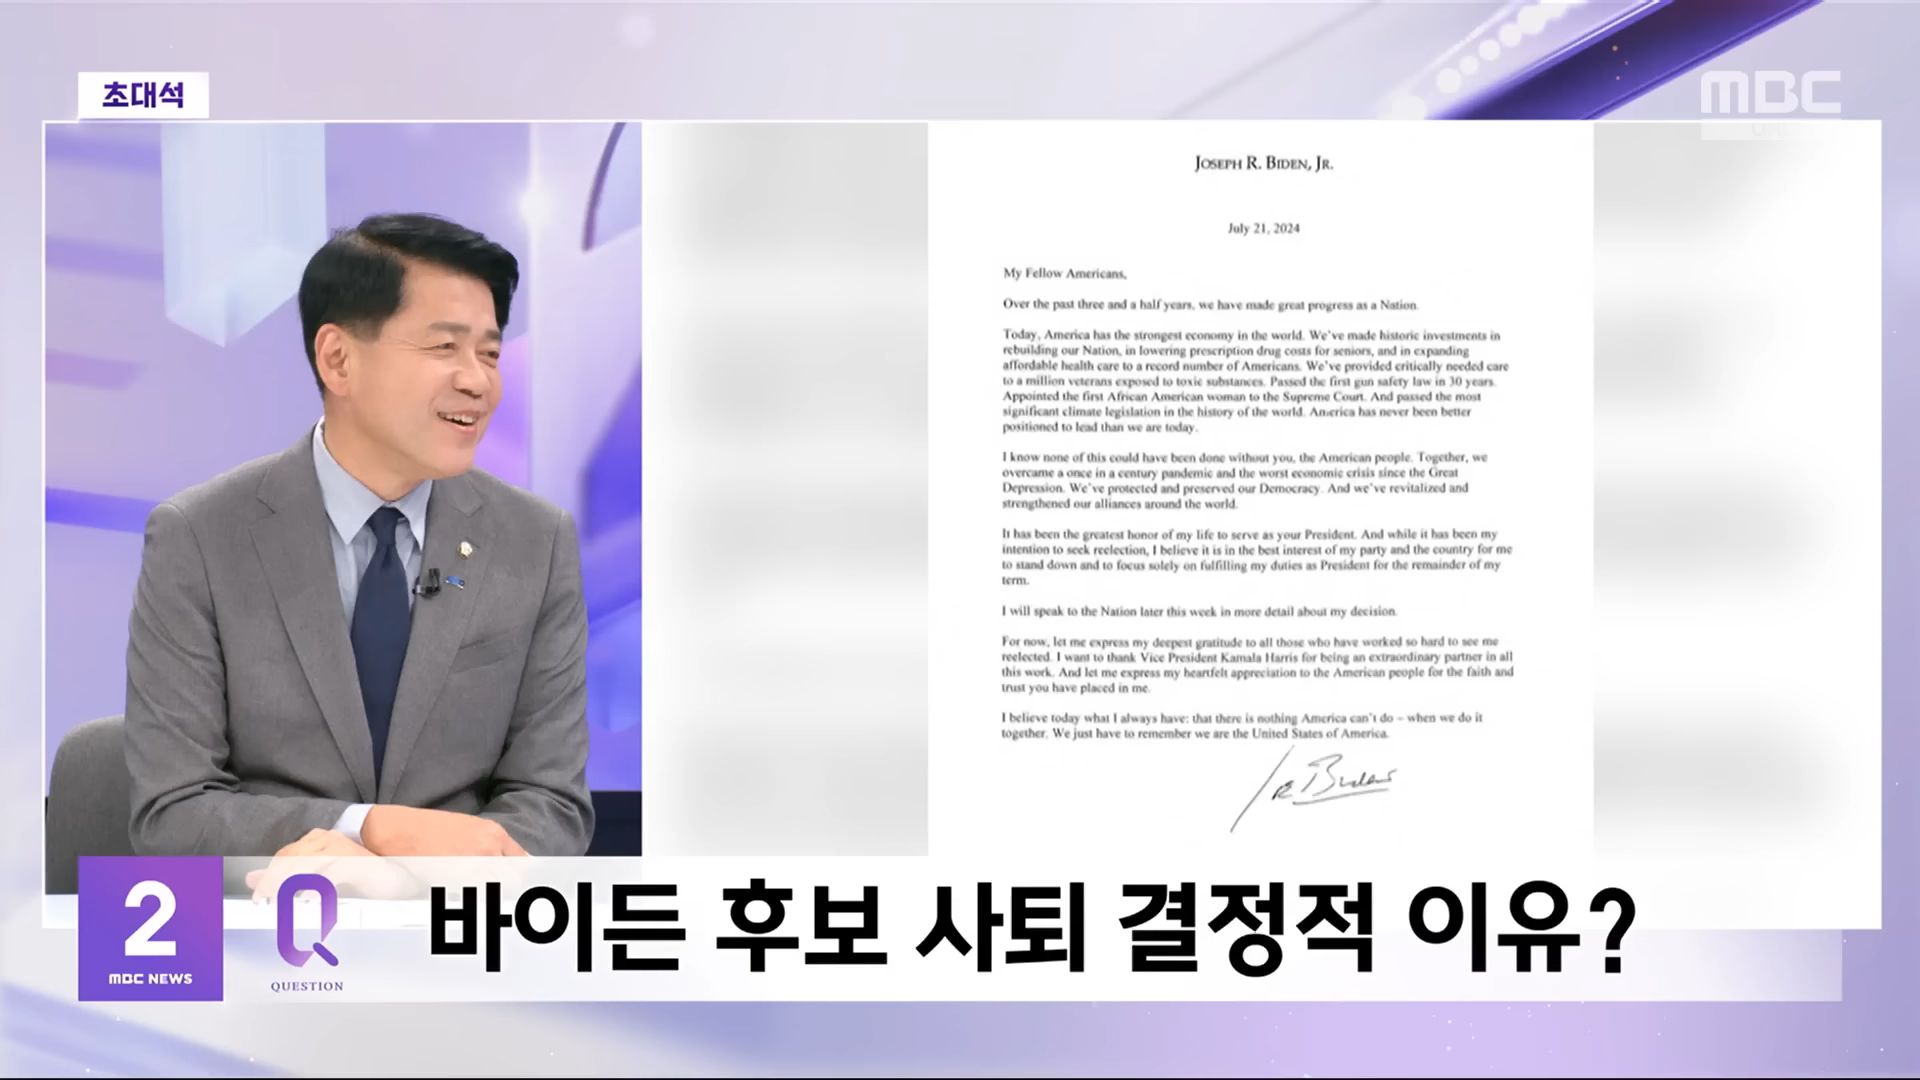 초대석
MBC
JOSEPH R. BIDEN, JR.
July 21, 2024
My Fellow Americans,
Over the past three and a half years, we have made great progress as a Nation.
Today, America has the strongest economy in the world. We've made historic investments in
rebuilding our Nation, in lowering prescription drug costs for seniors, and in expanding
affordable health care to a record number of Americans. We've provided critically needed care
to a million veterans exposed to toxic substances. Passed the first gun safety law in 30 years.
Appointed the first African American woman to the Supreme Court. And passed the most
significant climate legislation in the history of the world. America has never been better
positioned to lead than we are today.
I know none of this could have been done without you, the American people. Together, we
overcame a once in a century pandemic and the worst economic crisis since the Great
Depression. We've protected and preserved our Democracy. And we've revitalized and
strengthened our alliances around the world.
It has been the greatest honor of my life to serve as your President. And while it has been my
intention to seek reelection, I believe it is in the best interest of my party and the country for me
to stand down and to focus solely on fulfilling my duties as President for the remainder of my
term.
I will speak to the Nation later this week in more detail about my decision.
For now, let me express my deepest gratitude to all those who have worked so hard to see me
reelected. I want to thank Vice President Kamala Harris for being an extraordinary partner in all
this work. And let me express my heartfelt appreciation to the American people for the faith and
trust you have placed in me.
I believe today what I always have: that there is nothing America can't do – when we do it
together. We just have to remember we are the United States of America.
Joe Biden
2
MBC NEWS
Q
QUESTION
바이든 후보 사퇴 결정적 이유?